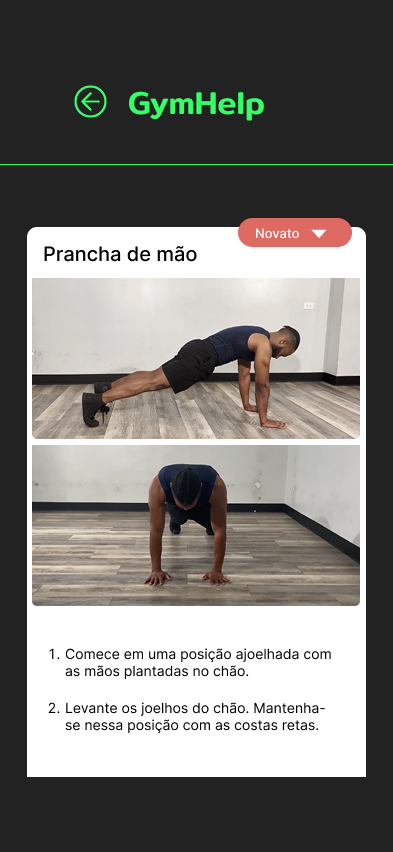 GymHelp
Novato
Prancha de mão
1. Comece em uma posição ajoelhada com
as mãos plantadas no chão.
2. Levante os joelhos do chão. Mantenha-
se nessa posição com as costas retas.